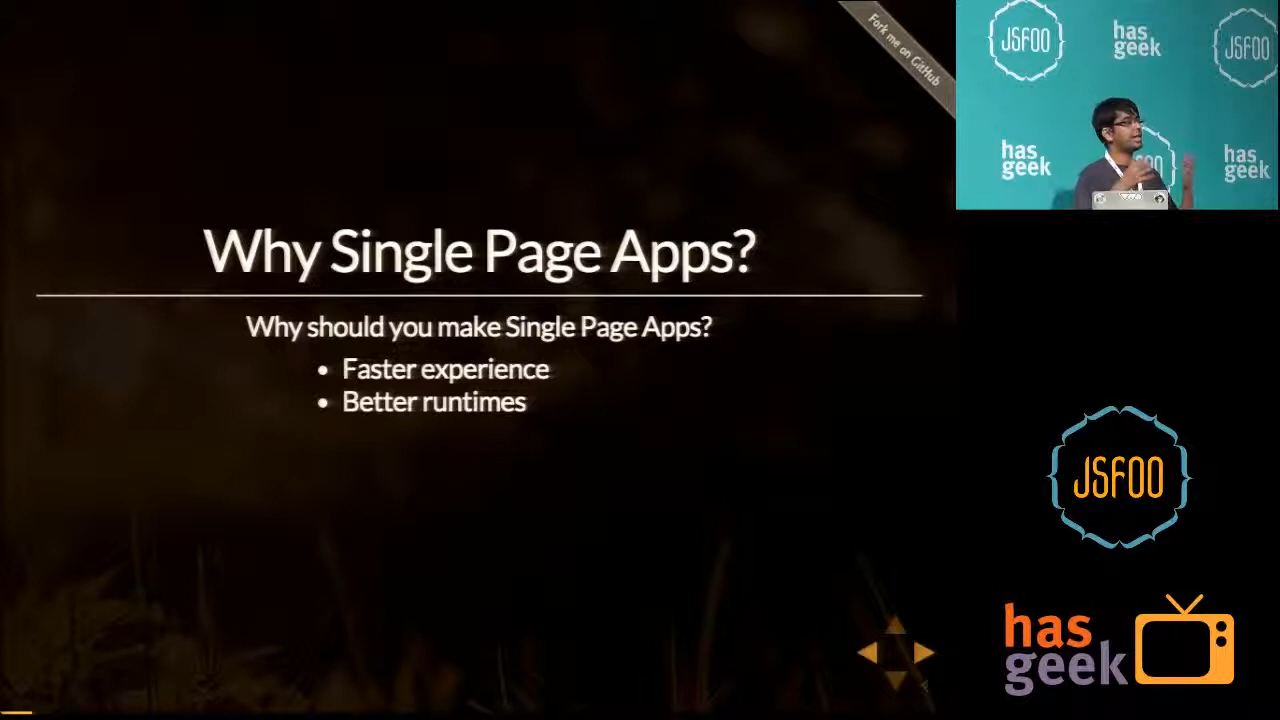 Fork me on GitHub
JSFOO
has
geek
JSFOO
has
geek
OO
has
geek
Why Single Page Apps?
Why should you make Single Page Apps?
• Faster experience
• Better runtimes
JSFOO
has
geek